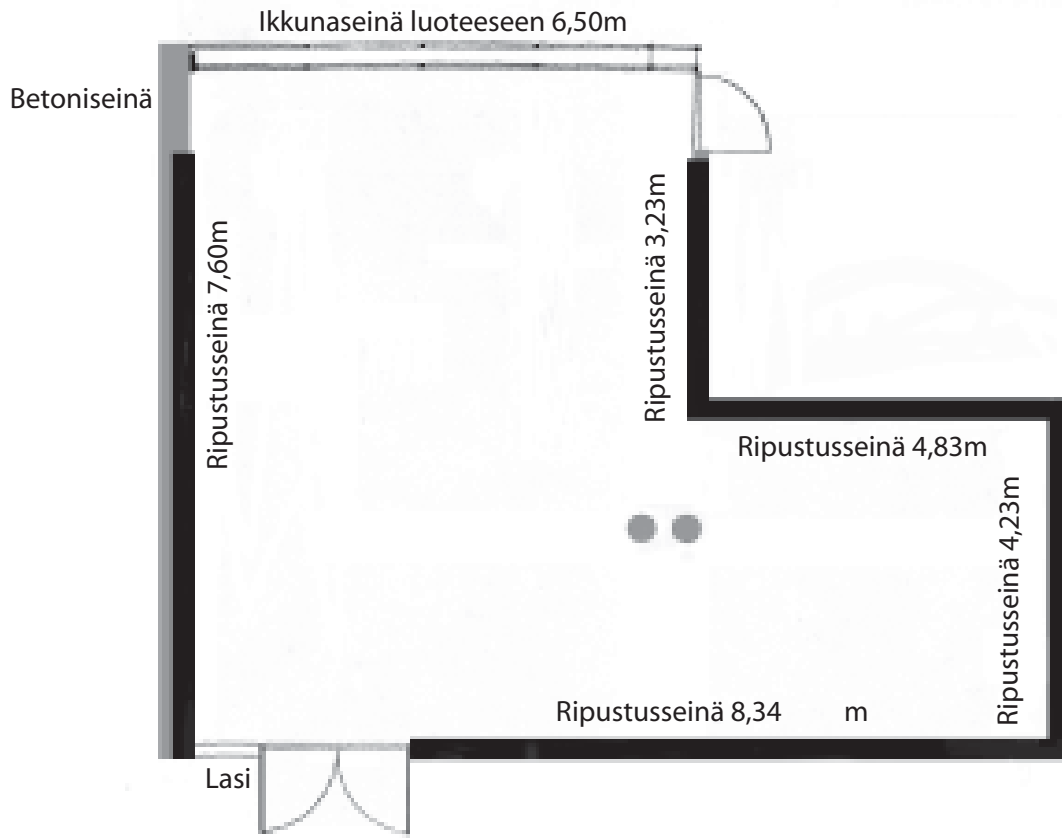 Ikkunaseinä luoteeseen 6,50m
Betoniseinä
Ripustusseinä 7,60m
Ripustusseinä 3,23m
Ripustusseinä 4,83m
Ripustusseinä 4,23m
Ripustusseinä 8,34 m
Lasi